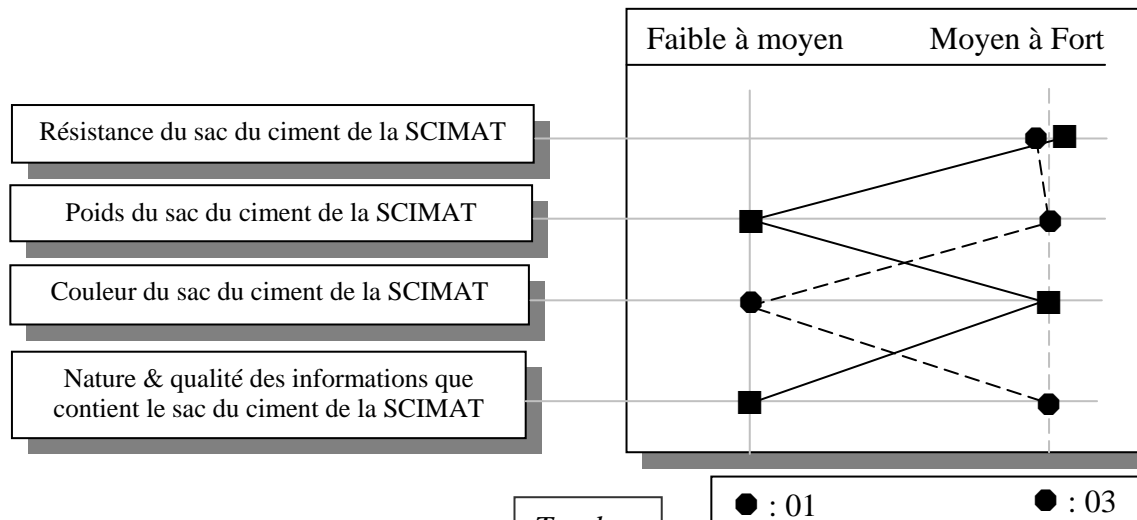 Faible à moyen Moyen à Fort
Résistance du sac du ciment de la SCIMAT
Poids du sac du ciment de la SCIMAT
Couleur du sac du ciment de la SCIMAT
Nature & qualité des informations que
contient le sac du ciment de la SCIMAT
: 01 : 03